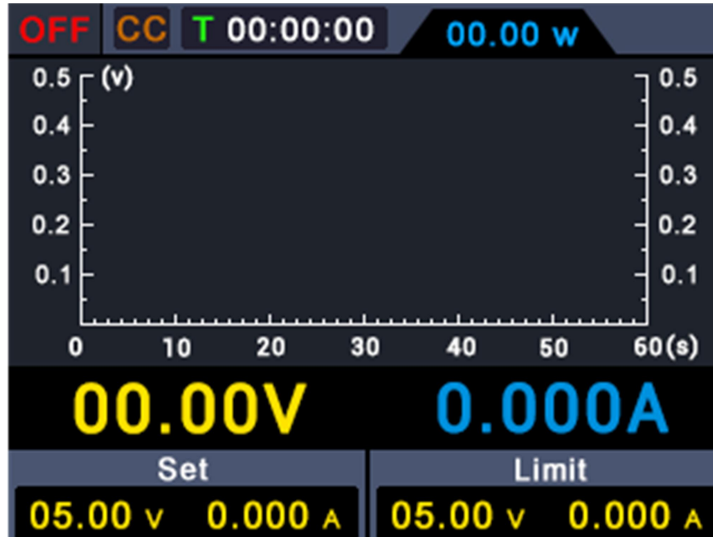 OFF CC T 00:00:00 00.00 w
0.5 (v) 0.5
0.4 0.4
0.3 0.3
0.2 0.2
0.1 0.1
0 10 20 30 40 50 60(s)
00.00V 0.000A
Set Limit
05.00 V 0.000 A 05.00 V 0.000 A